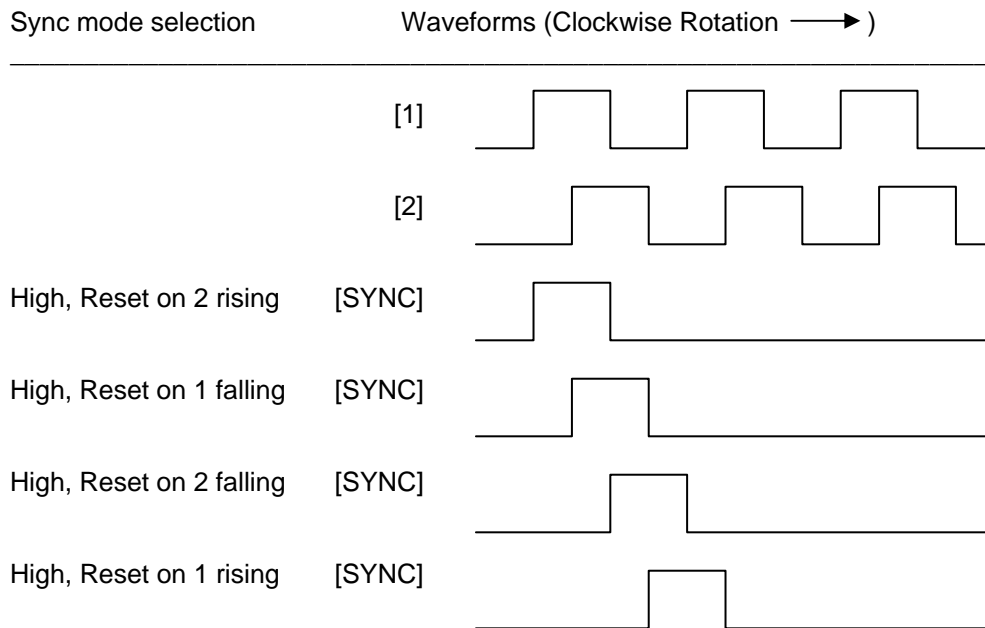 Sync mode selection Waveforms (Clockwise Rotation ⟶ )
[1]
[2]
High, Reset on 2 rising [SYNC]
High, Reset on 1 falling [SYNC]
High, Reset on 2 falling [SYNC]
High, Reset on 1 rising [SYNC]